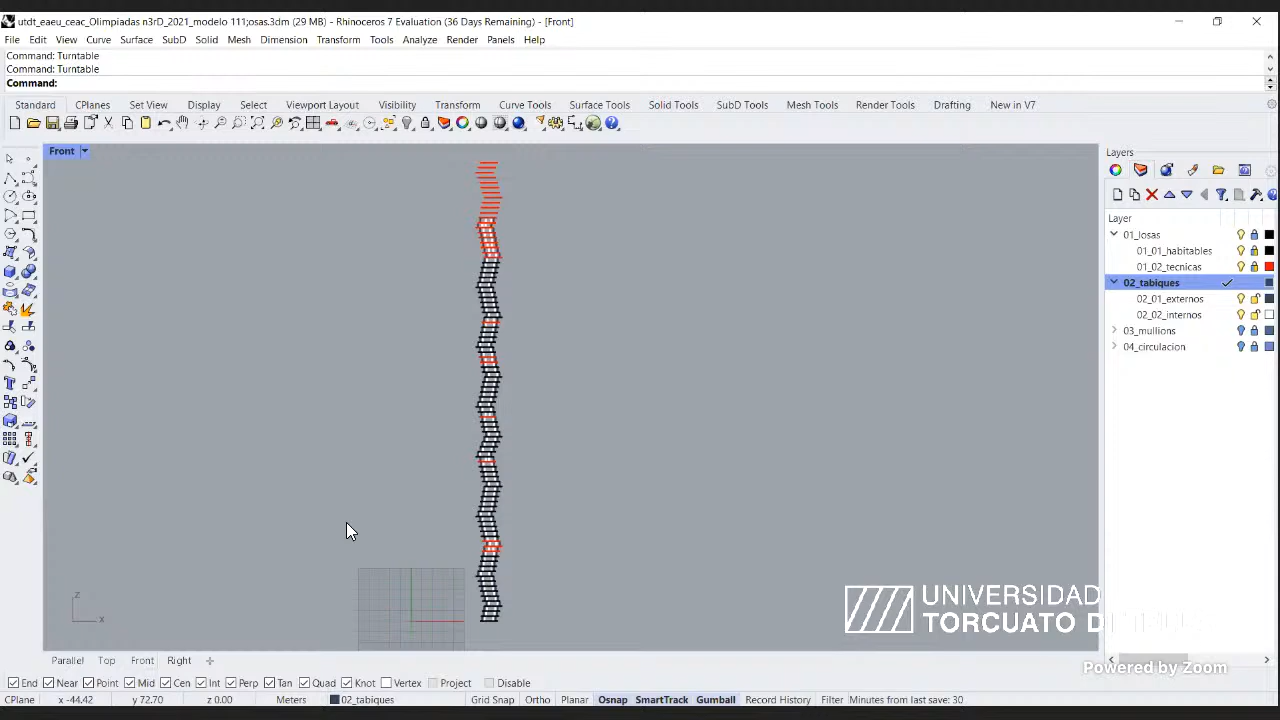 utdt_eaeu_ceac_Olimpiadas n3rD_2021_modelo 111;osas.3dm (29 MB) - Rhinoceros 7 Evaluation (36 Days Remaining) - [Front]
File Edit View Curve Surface SubD Solid Mesh Dimension Transform Tools Analyze Render Panels Help
Command: Turntable
Command: Turntable
Command:
Standard CPlanes Set View Display Select Viewport Layout Visibility Transform Curve Tools Surface Tools Solid Tools SubD Tools Mesh Tools Render Tools Drafting New in V7
Front
Layers
Layer
01_losas
01_01_habitables
01_02_tecnicas
02_tabiques
02_01_externos
02_02_internos
03_mullions
04_circulacion
z
x
UNIVERSIDAD
TORCUATO DI TELLA
Powered by Zoom
Parallel Top Front Right
End Near Point Mid Cen Int Perp Tan Quad Knot Vertex Project Disable
CPlane x -44.42 y 72.70 z 0.00 Meters 02_tabiques Grid Snap Ortho Planar Osnap SmartTrack Gumball Record History Filter Minutes from last save: 30